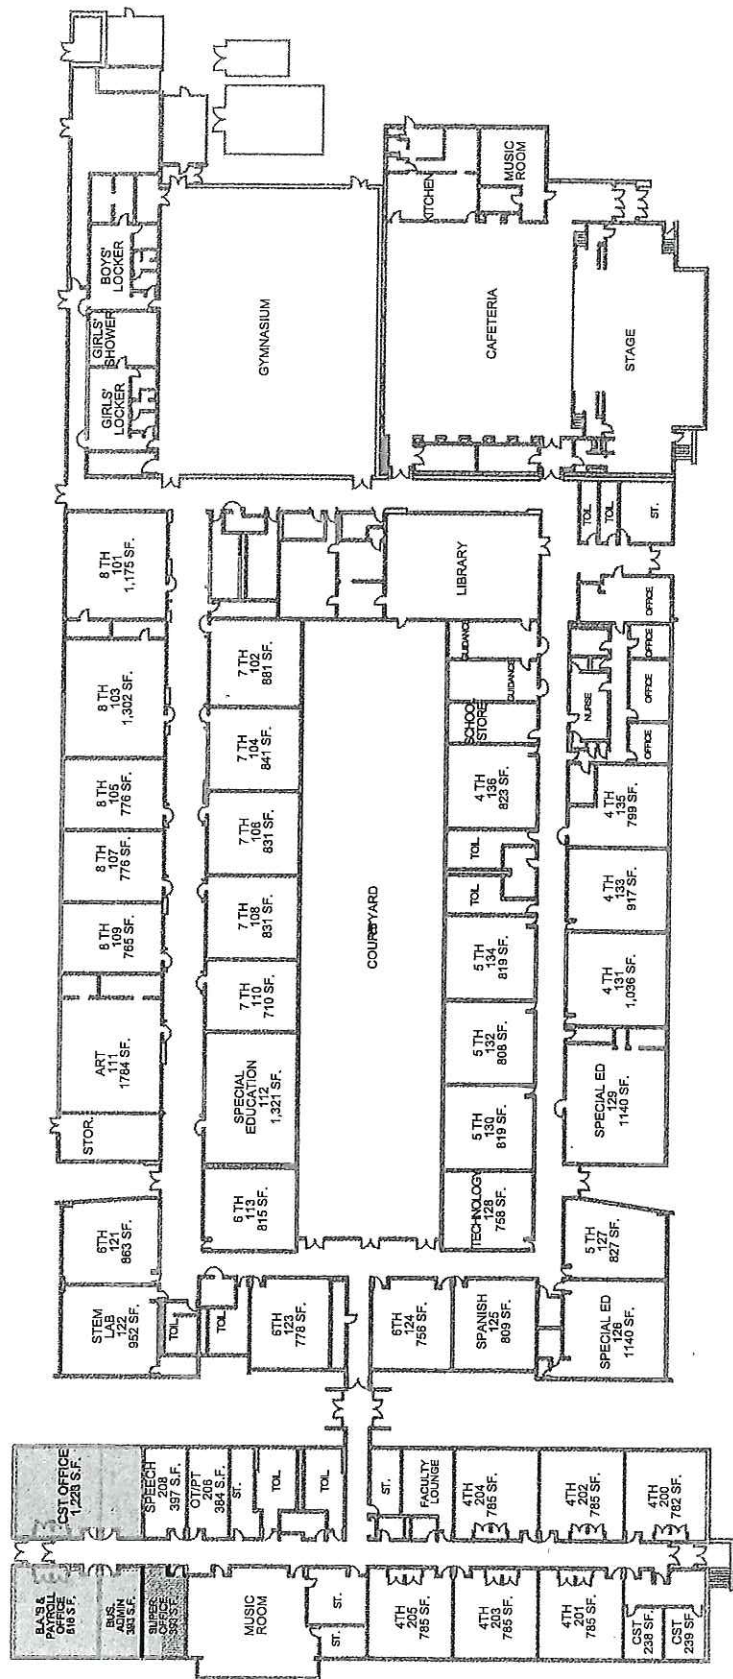 BOYS'
LOCKER
GIRLS'
SHOWER
GIRLS'
LOCKER
GYMNASIUM
KITCHEN
MUSIC
ROOM
CAFETERIA
STAGE
8 TH
101
1,175 SF.
8 TH
103
1,302 SF.
8 TH
105
776 SF.
8 TH
107
776 SF.
8 TH
109
765 SF.
ART
111
1784 SF.
STOR.
7 TH
102
881 SF.
7 TH
104
841 SF.
7 TH
106
831 SF.
7 TH
108
831 SF.
7 TH
110
710 SF.
SPECIAL
EDUCATION
112
1,321 SF.
6 TH
113
815 SF.
COURTYARD
LIBRARY
GUIDANCE
GUIDANCE
SCHOOL
STORE
4 TH
136
823 SF.
TOIL
TOIL
5 TH
134
819 SF.
5 TH
132
808 SF.
5 TH
130
819 SF.
TECHNOLOGY
128
758 SF.
TOIL
TOIL
ST.
OFFICE
OFFICE
OFFICE
OFFICE
NURSE
4 TH
135
799 SF.
4 TH
133
917 SF.
4 TH
131
1,036 SF.
SPECIAL ED
129
1140 SF.
5 TH
127
827 SF.
SPECIAL ED
126
1140 SF.
6TH
121
863 SF.
STEM
LAB
122
952 SF.
TOIL
TOIL
6TH
123
778 SF.
6TH
124
756 SF.
SPANISH
125
809 SF.
CST OFFICE
1,223 S.F.
SPEECH
208
397 S.F.
OT/PT
206
384 S.F.
ST.
TOIL
TOIL
ST.
FACULTY
LOUNGE
4TH
204
785 SF.
4TH
202
785 SF.
4TH
200
782 SF.
B.A.'S &
PAYROLL
OFFICE
BUS.
ADMIN
393 S.F.
SUPER.
OFFICE
MUSIC
ROOM
ST.
ST.
4TH
205
785 SF.
4TH
203
785 SF.
4TH
201
785 SF.
CST
238 SF.
CST
239 SF.